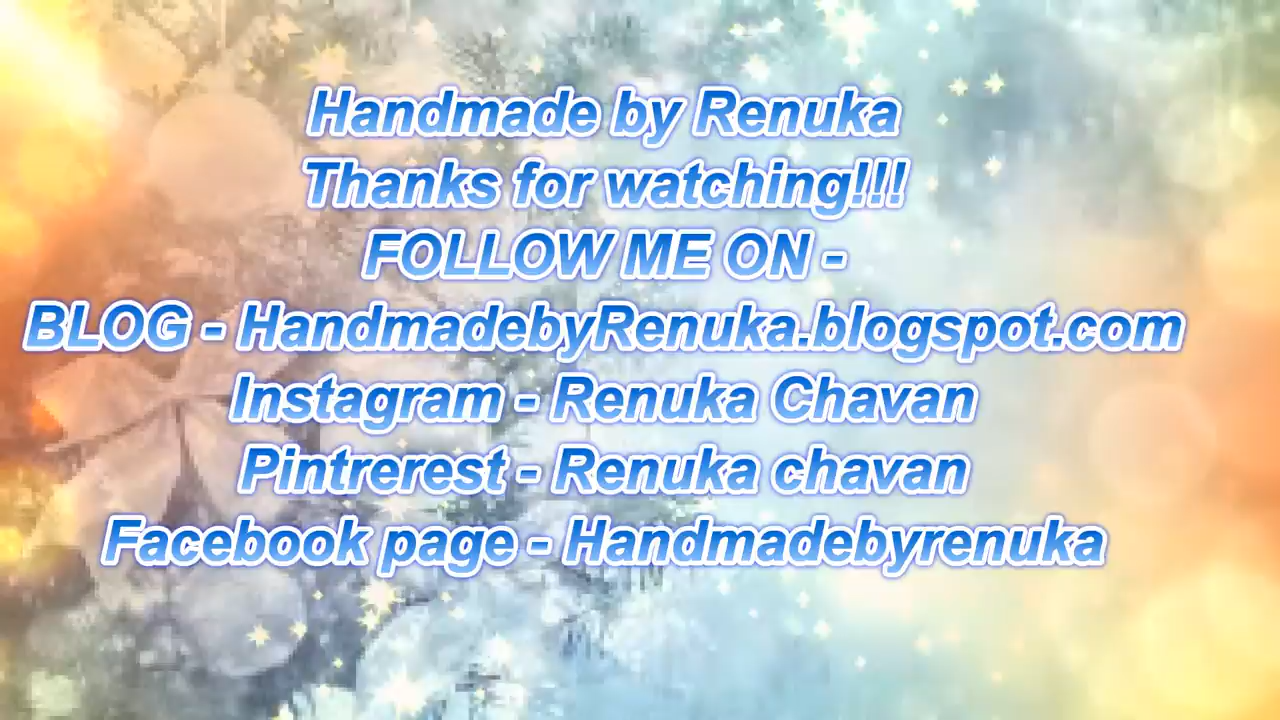 Handmade by Renuka
Thanks for watching!!!
FOLLOW ME ON -
BLOG - HandmadebyRenuka.blogspot.com
Instagram - Renuka Chavan
Pintrerest - Renuka chavan
Facebook page - Handmadebyrenuka